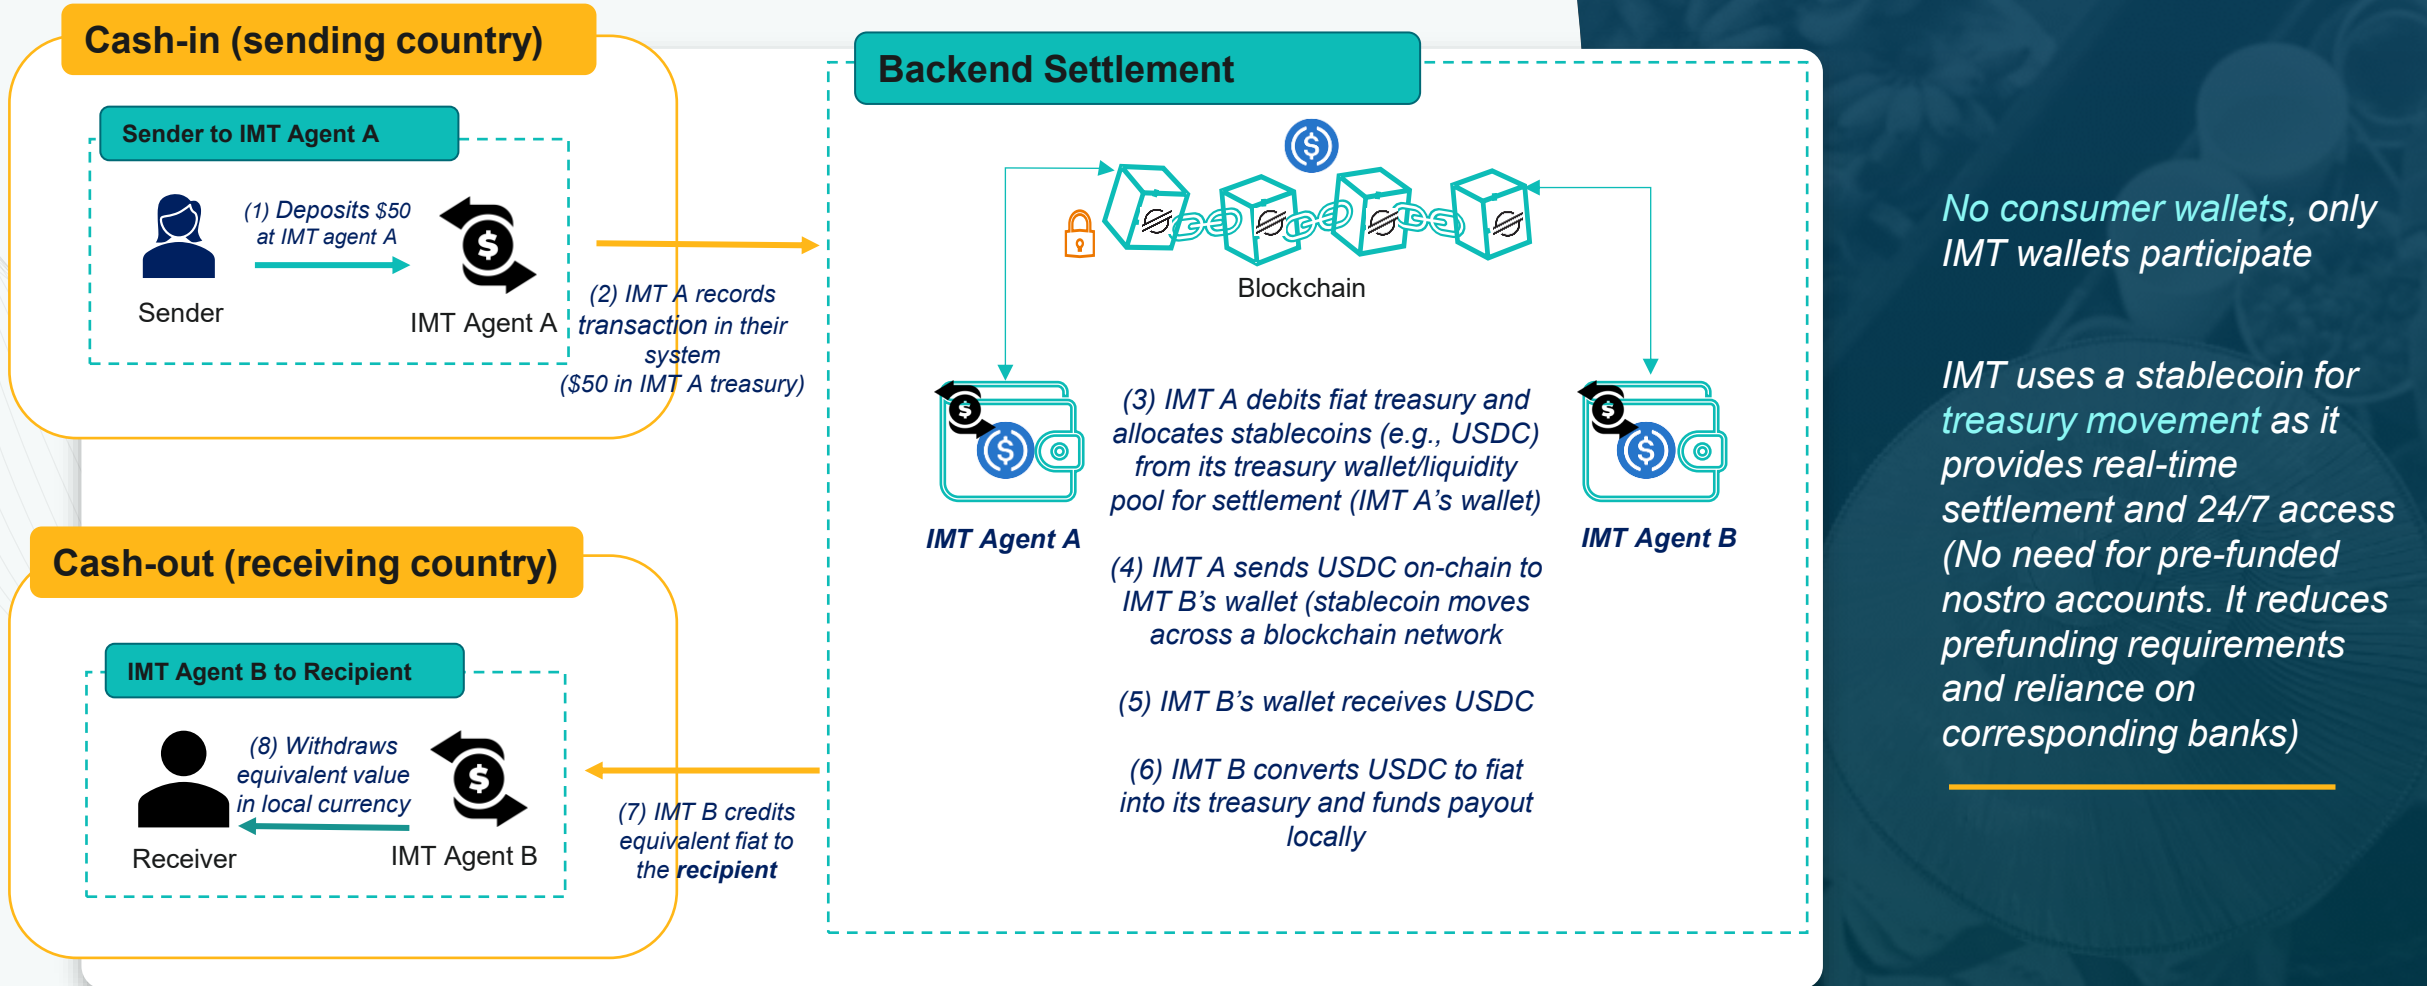 Cash-in (sending country)
Sender to IMT Agent A
(1) Deposits $50
at IMT agent A
Sender
IMT Agent A
(2) IMT A records
transaction in their
system
($50 in IMT A treasury)
Cash-out (receiving country)
IMT Agent B to Recipient
(8) Withdraws
equivalent value
in local currency
Receiver
IMT Agent B
(7) IMT B credits
equivalent fiat to
the recipient
Backend Settlement
Blockchain
IMT Agent A
(3) IMT A debits fiat treasury and
allocates stablecoins (e.g., USDC)
from its treasury wallet/liquidity
pool for settlement (IMT A’s wallet)
(4) IMT A sends USDC on-chain to
IMT B’s wallet (stablecoin moves
across a blockchain network
(5) IMT B’s wallet receives USDC
(6) IMT B converts USDC to fiat
into its treasury and funds payout
locally
IMT Agent B
No consumer wallets, only
IMT wallets participate
IMT uses a stablecoin for
treasury movement as it
provides real-time
settlement and 24/7 access
(No need for pre-funded
nostro accounts. It reduces
prefunding requirements
and reliance on
corresponding banks)